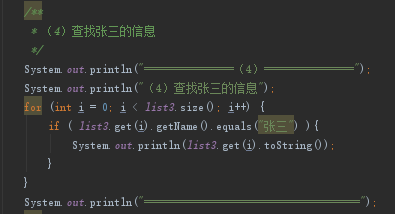 /**
 * (4) 查找张三的信息
 */
System.out.println("==================(4)==================");
System.out.println("(4)查找张三的信息");
for (int i = 0; i < list3.size(); i++) {
    if ( list3.get(i).getName().equals("张三") ){
        System.out.println(list3.get(i).toString());
    }
}
System.out.println("===========================================");